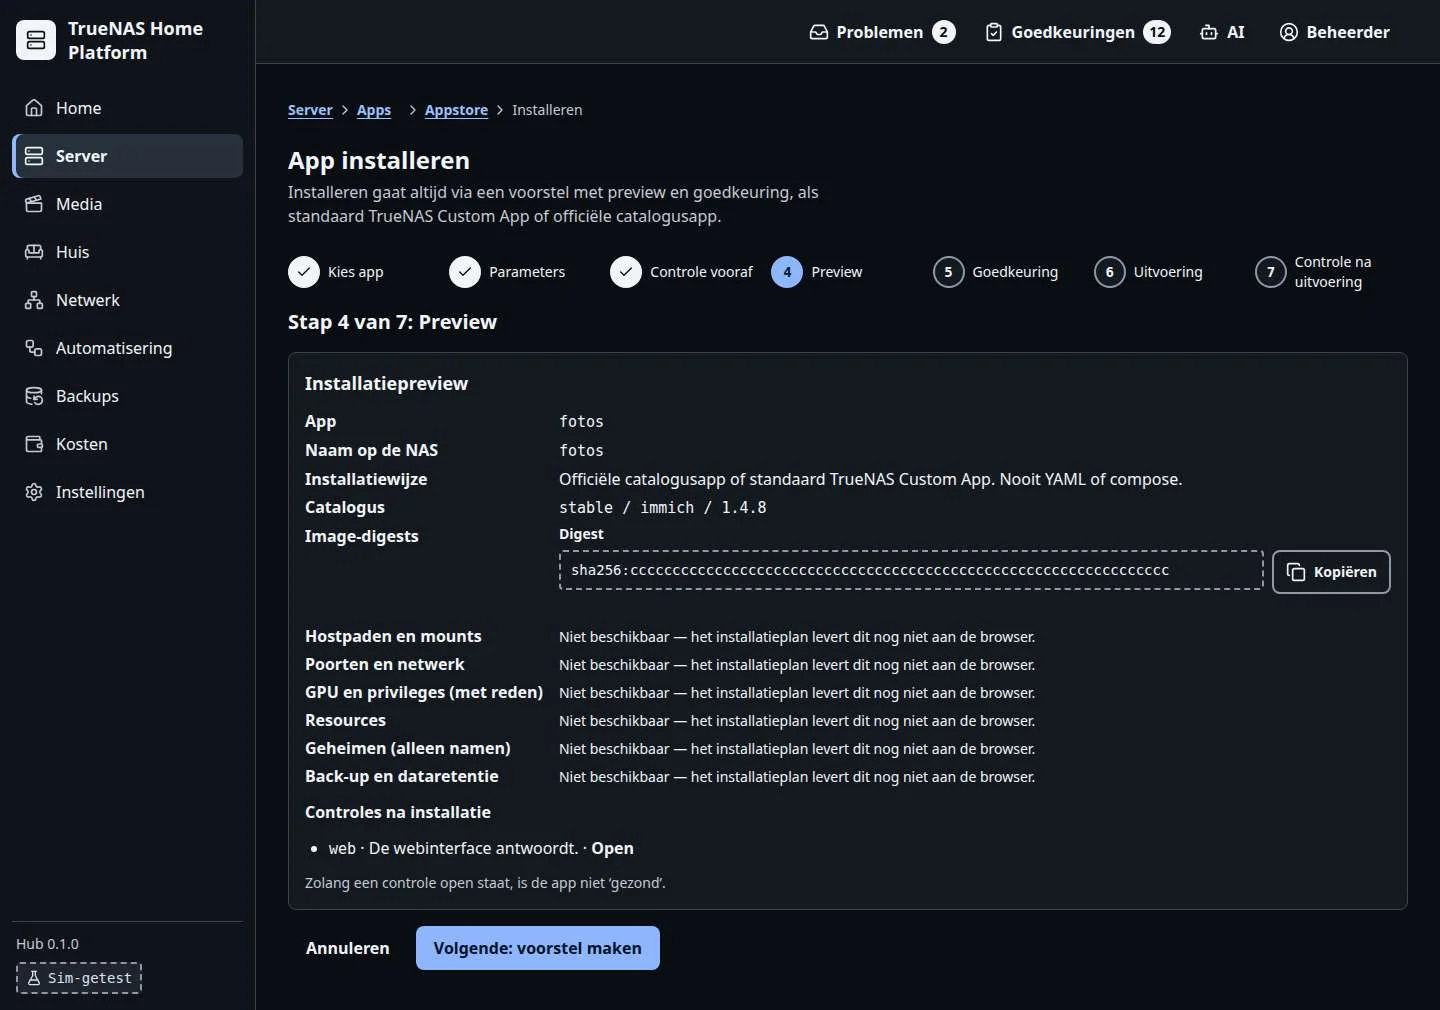 TrueNAS Home
Platform
Problemen 2
Goedkeuringen 12
AI
Beheerder
Home
Server
Media
Huis
Netwerk
Automatisering
Backups
Kosten
Instellingen
Hub 0.1.0
Sim-getest
Server > Apps > Appstore > Installeren
App installeren
Installeren gaat altijd via een voorstel met preview en goedkeuring, als
standaard TrueNAS Custom App of officiële catalogusapp.
Kies app
Parameters
Controle vooraf
4 Preview
5 Goedkeuring
6 Uitvoering
7 Controle na
uitvoering
Stap 4 van 7: Preview
Installatiepreview
App fotos
Naam op de NAS fotos
Installatiewijze Officiële catalogusapp of standaard TrueNAS Custom App. Nooit YAML of compose.
Catalogus stable / immich / 1.4.8
Image-digests Digest
sha256:cccccccccccccccccccccccccccccccccccccccccccccccccccccccccccccccc
Kopiëren
Hostpaden en mounts Niet beschikbaar — het installatieplan levert dit nog niet aan de browser.
Poorten en netwerk Niet beschikbaar — het installatieplan levert dit nog niet aan de browser.
GPU en privileges (met reden) Niet beschikbaar — het installatieplan levert dit nog niet aan de browser.
Resources Niet beschikbaar — het installatieplan levert dit nog niet aan de browser.
Geheimen (alleen namen) Niet beschikbaar — het installatieplan levert dit nog niet aan de browser.
Back-up en dataretentie Niet beschikbaar — het installatieplan levert dit nog niet aan de browser.
Controles na installatie
• web · De webinterface antwoordt. · Open
Zolang een controle open staat, is de app niet ‘gezond’.
Annuleren
Volgende: voorstel maken